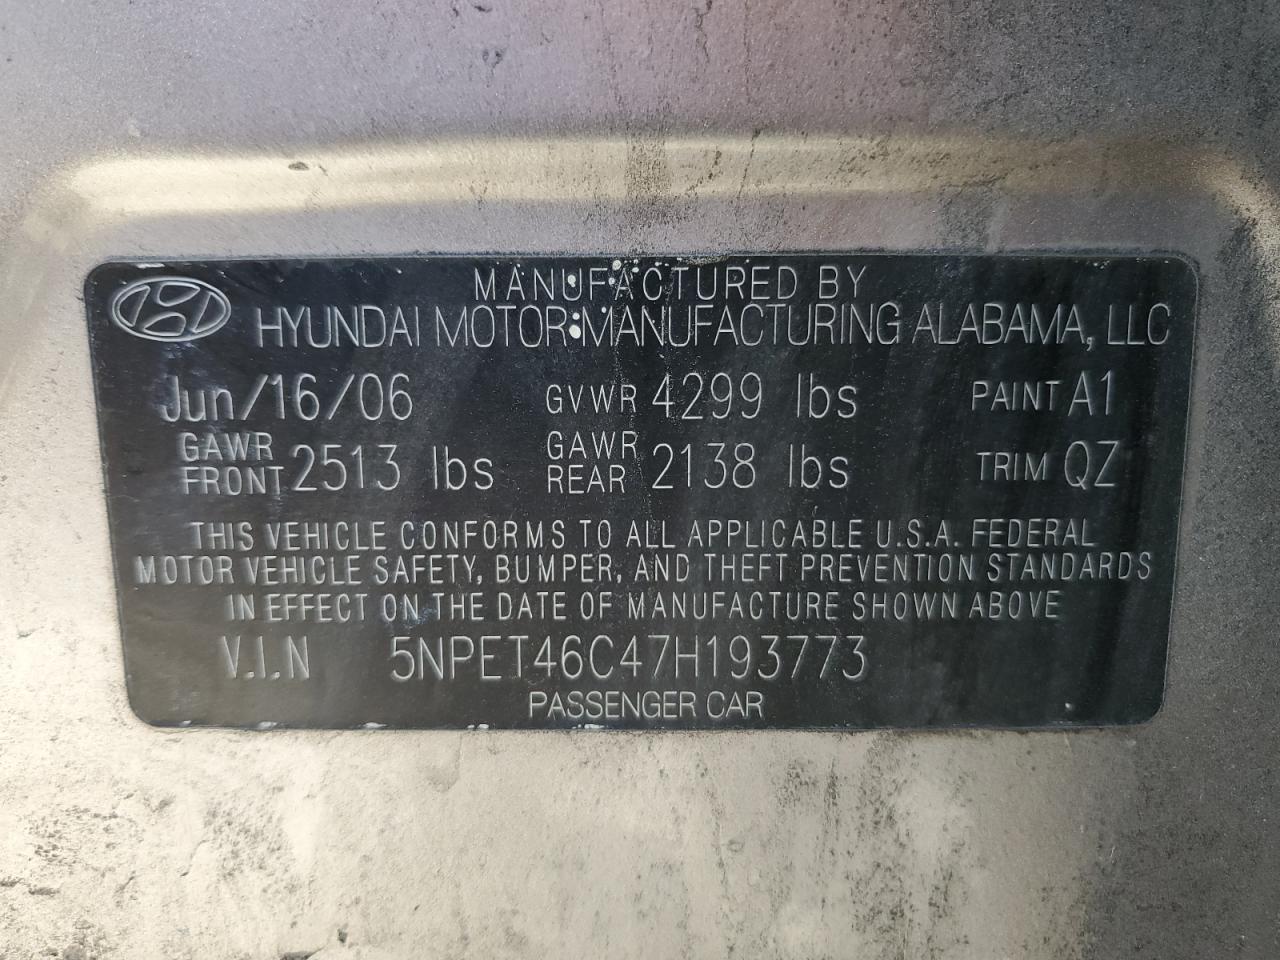 MANUFACTURED BY
HYUNDAI MOTOR MANUFACTURING ALABAMA, LLC
Jun/16/06 GVWR 4299 lbs PAINT A1
GAWR FRONT 2513 lbs GAWR REAR 2138 lbs TRIM QZ
THIS VEHICLE CONFORMS TO ALL APPLICABLE U.S.A. FEDERAL
MOTOR VEHICLE SAFETY, BUMPER, AND THEFT PREVENTION STANDARDS
IN EFFECT ON THE DATE OF MANUFACTURE SHOWN ABOVE
V.I.N 5NPET46C47H193773
PASSENGER CAR